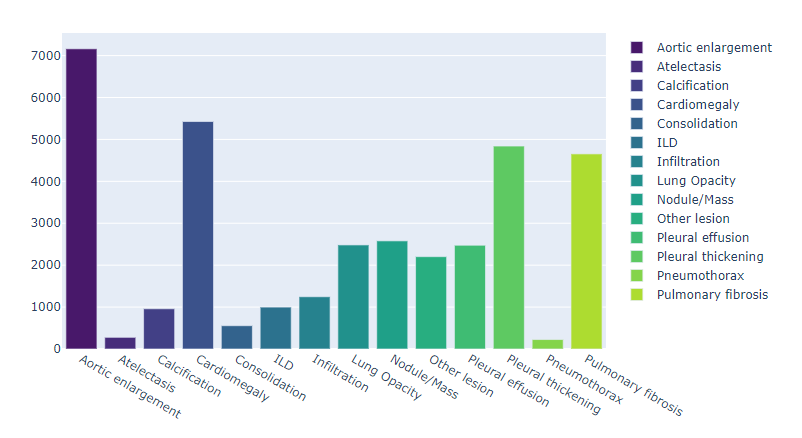 7000
6000
5000
4000
3000
2000
1000
0
Aortic enlargement
Atelectasis
Calcification
Cardiomegaly
Consolidation
ILD
Infiltration
Lung Opacity
Nodule/Mass
Other lesion
Pleural effusion
Pleural thickening
Pneumothorax
Pulmonary fibrosis
Aortic enlargement
Atelectasis
Calcification
Cardiomegaly
Consolidation
ILD
Infiltration
Lung Opacity
Nodule/Mass
Other lesion
Pleural effusion
Pleural thickening
Pneumothorax
Pulmonary fibrosis